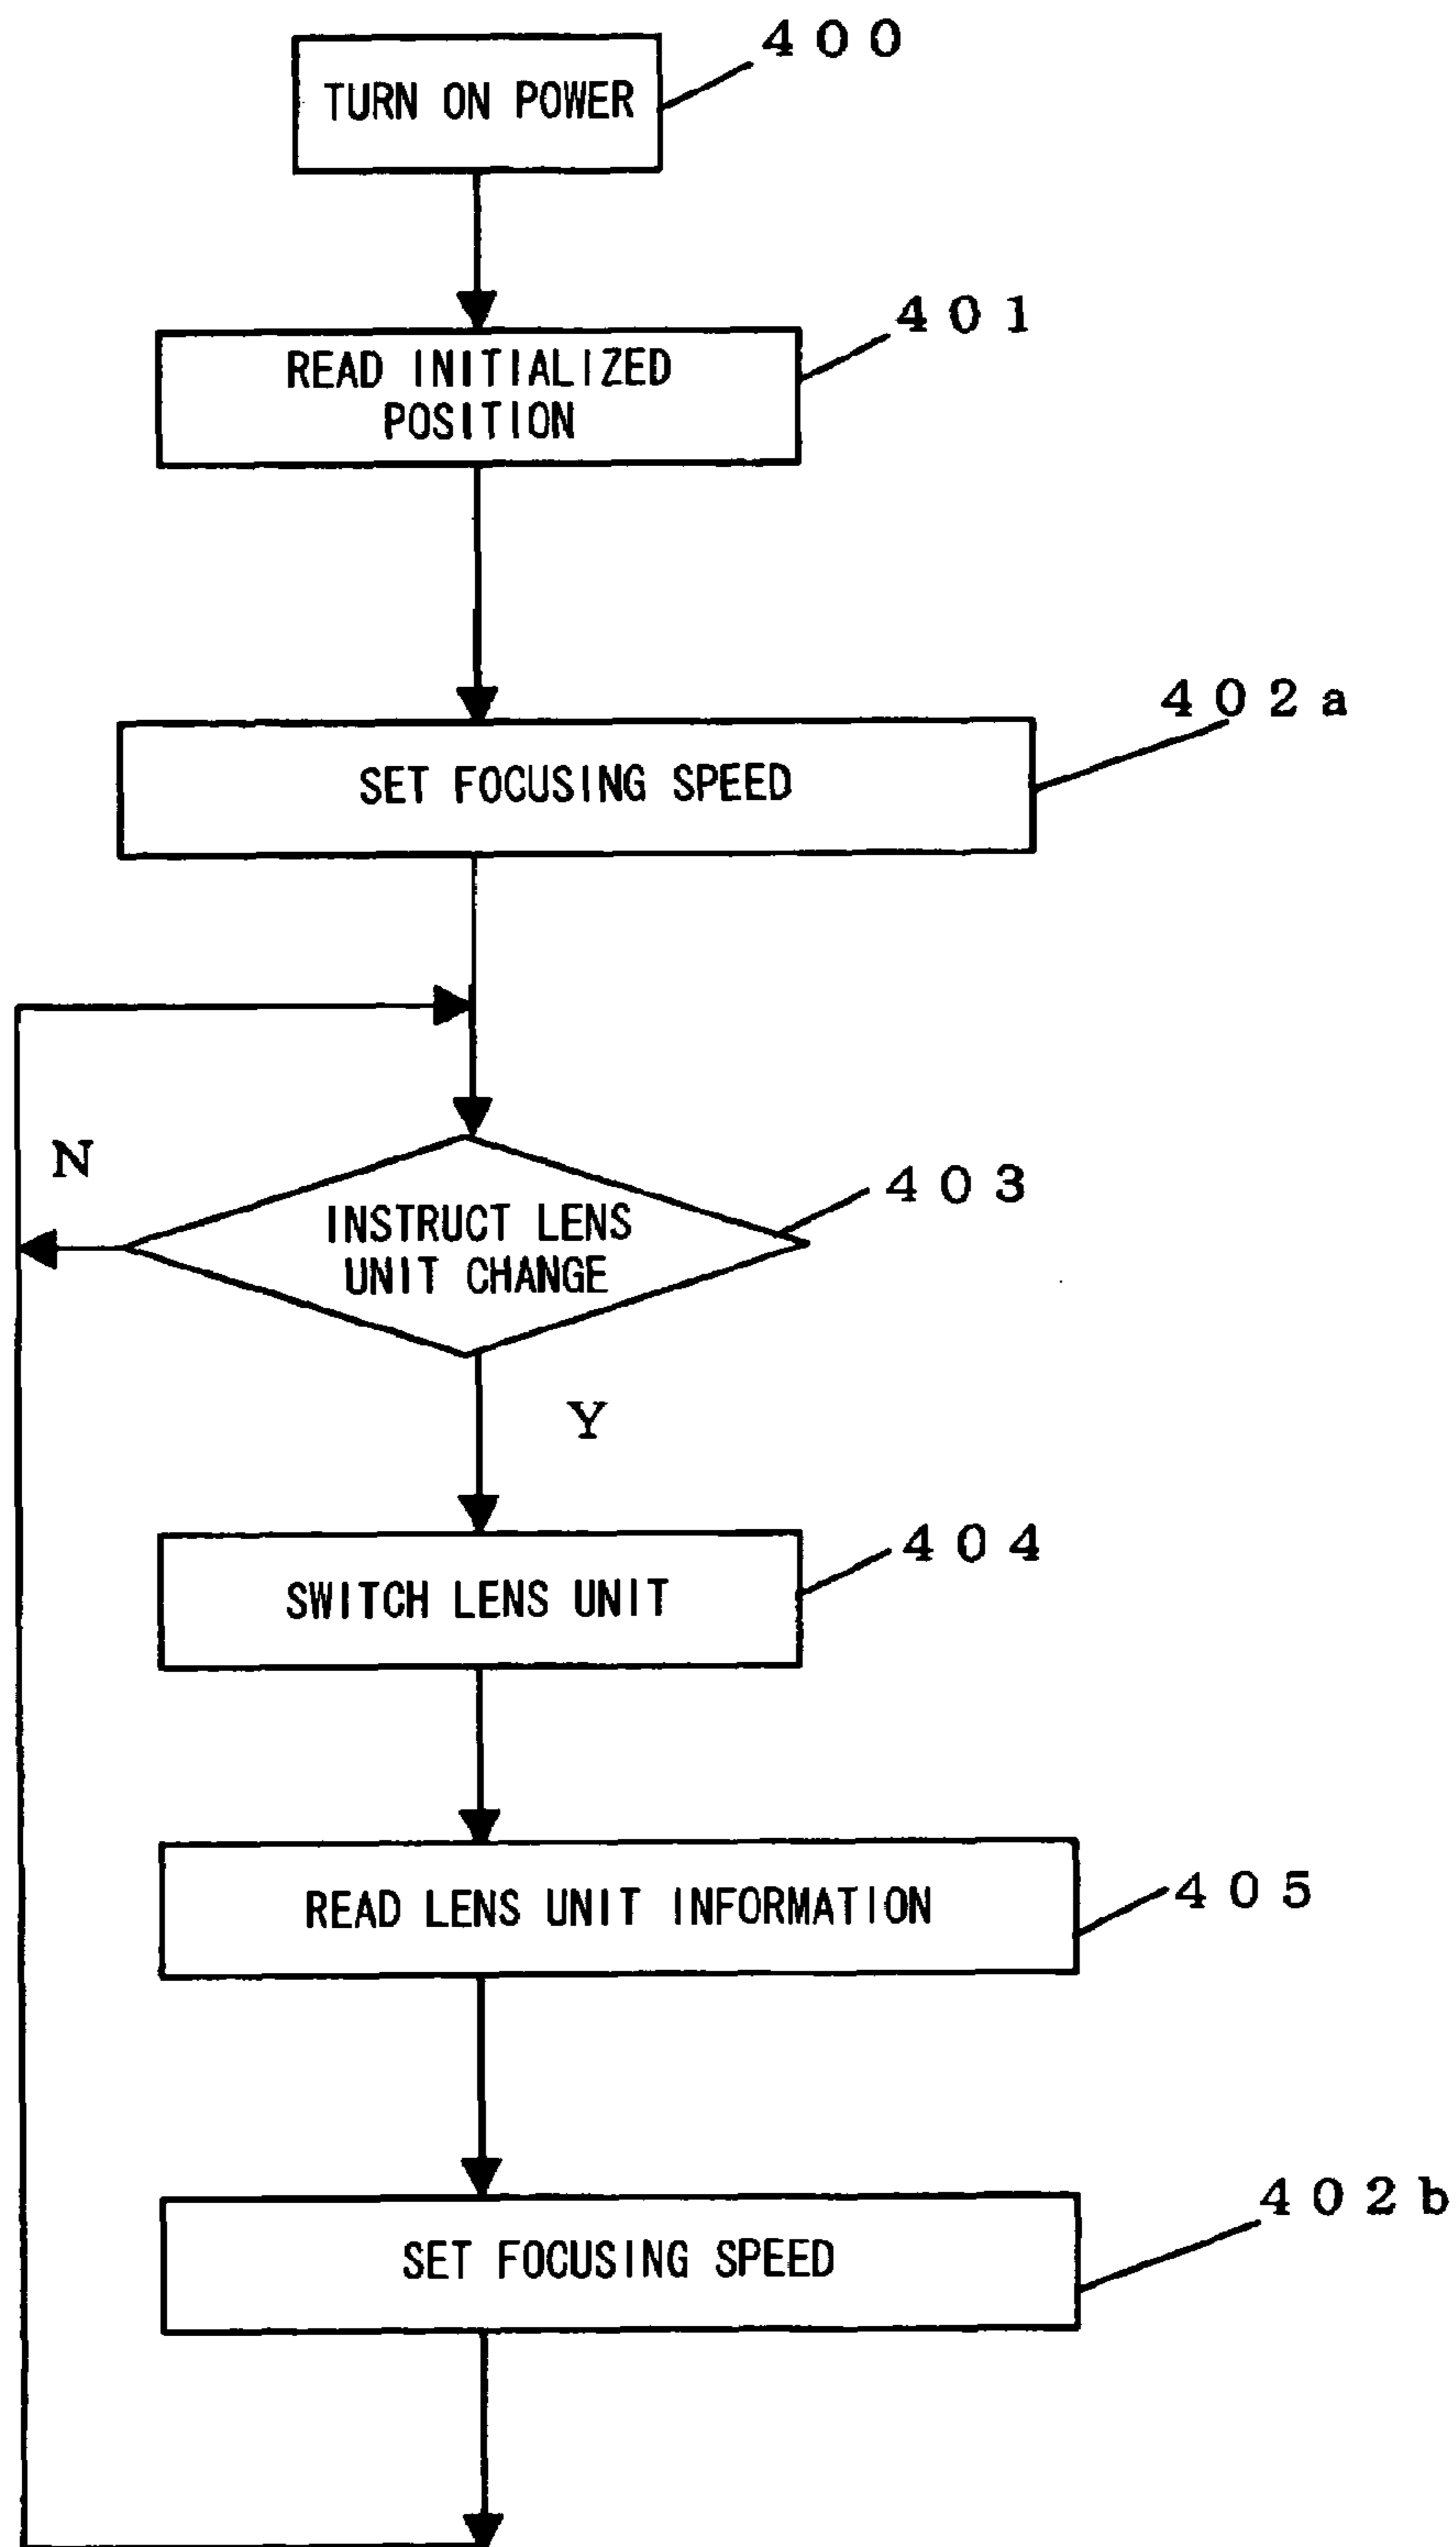 400
TURN ON POWER
401
READ INITIALIZED
POSITION
402a
SET FOCUSING SPEED
N
403
INSTRUCT LENS
UNIT CHANGE
Y
404
SWITCH LENS UNIT
405
READ LENS UNIT INFORMATION
402b
SET FOCUSING SPEED